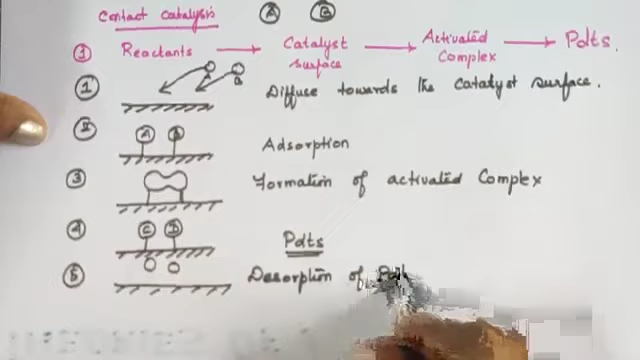 Contact catalysis
A B
① Reactants → Catalyst surface → Activated Complex → Pdts.
① A B Diffuse towards the catalyst surface.
② A B Adsorption
③ Formation of activated Complex
④ C D Pdts
⑤ Desorption of